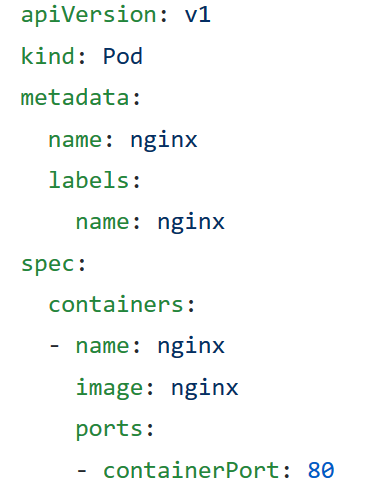 apiVersion: v1
kind: Pod
metadata:
  name: nginx
  labels:
    name: nginx
spec:
  containers:
  - name: nginx
    image: nginx
    ports:
    - containerPort: 80